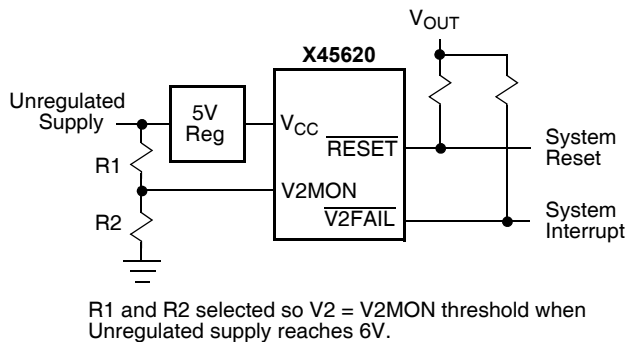 VOUT
X45620
Unregulated
Supply
5V
Reg
VCC
RESET
System
Reset
R1
V2MON
R2
V2FAIL
System
Interrupt
R1 and R2 selected so V2 = V2MON threshold when
Unregulated supply reaches 6V.